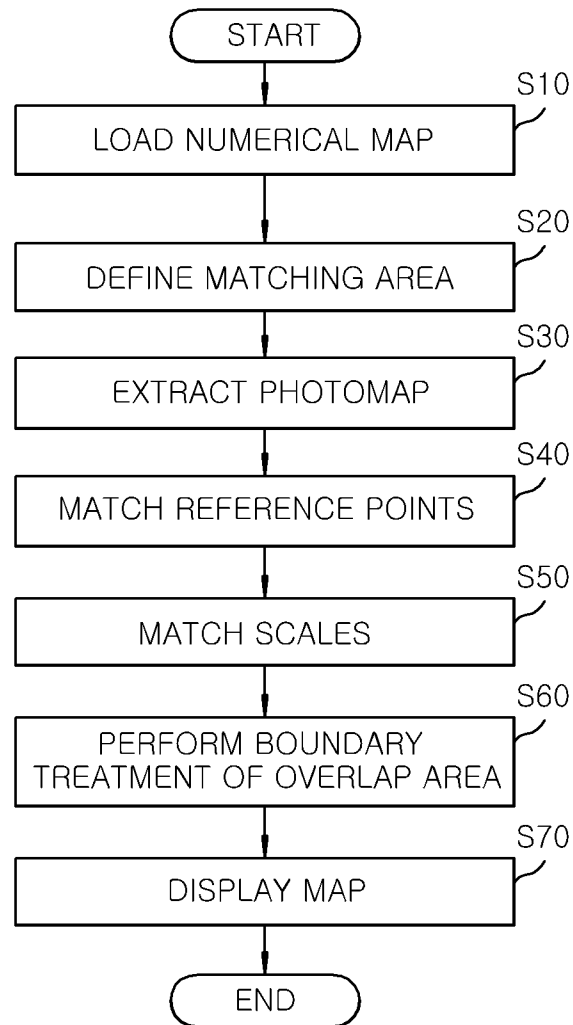 START
S10
LOAD NUMERICAL MAP
S20
DEFINE MATCHING AREA
S30
EXTRACT PHOTOMAP
S40
MATCH REFERENCE POINTS
S50
MATCH SCALES
S60
PERFORM BOUNDARY
TREATMENT OF OVERLAP AREA
S70
DISPLAY MAP
END